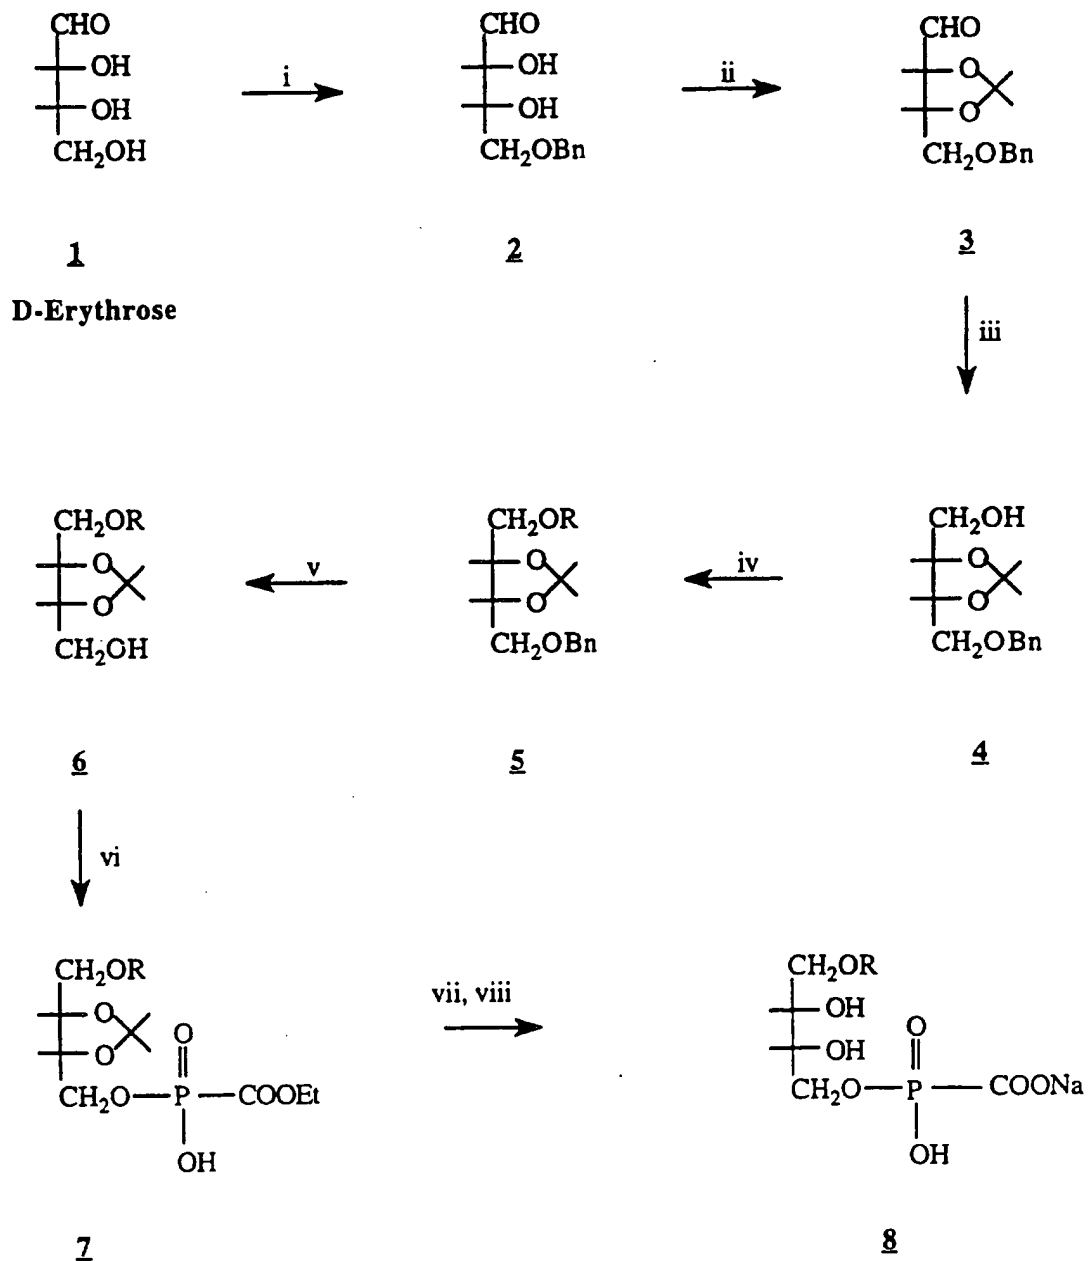 CHO
OH
OH
CH₂OH
1
D-Erythrose
i
CHO
OH
OH
CH₂OBn
2
ii
CHO
O
O
CH₂OBn
3
iii
CH₂OH
O
O
CH₂OBn
4
iv
CH₂OR
O
O
CH₂OBn
5
v
CH₂OR
O
O
CH₂OH
6
vi
CH₂OR
O
O
O
CH₂O P COOEt
OH
7
vii, viii
CH₂OR
OH
OH
O
CH₂O P COONa
OH
8